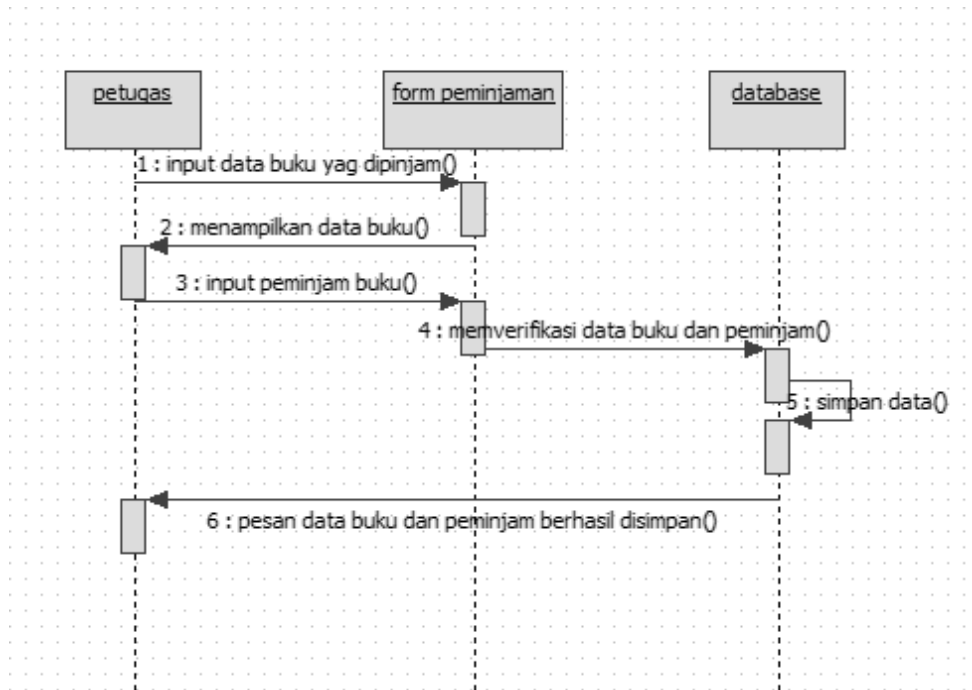 petugas
form peminjaman
database
1 : input data buku yag dipinjam()
2 : menampilkan data buku()
3 : input peminjam buku()
4 : memverifikasi data buku dan peminjam()
5 : simpan data()
6 : pesan data buku dan peminjam berhasil disimpan()